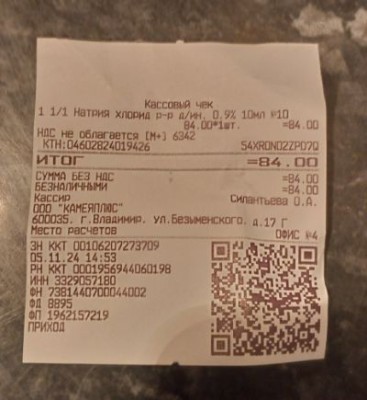 Кассовый чек
1 1/1 Натрия хлорид р-р д/ин. 0.9% 10мл №10
84.00*1шт. =84.00
НДС не облагается [М+] 6342
КТН:04602824019426 54XRDND2ZPD7Q
ИТОГ =84.00
СУММА БЕЗ НДС =84.00
БЕЗНАЛИЧНЫМИ =84.00
Кассир Силантьева О.А.
ООО "КАМЕЯПЛЮС"
600035, г.Владимир, ул.Безыменского, д.17 Г
Место расчетов ОФИС №4
ЗН ККТ 00106207273709
05.11.24 14:53
РН ККТ 0001956944060198
ИНН 3329057180
ФН 7381440700044002
ФД 8895
ФП 1962157219
ПРИХОД